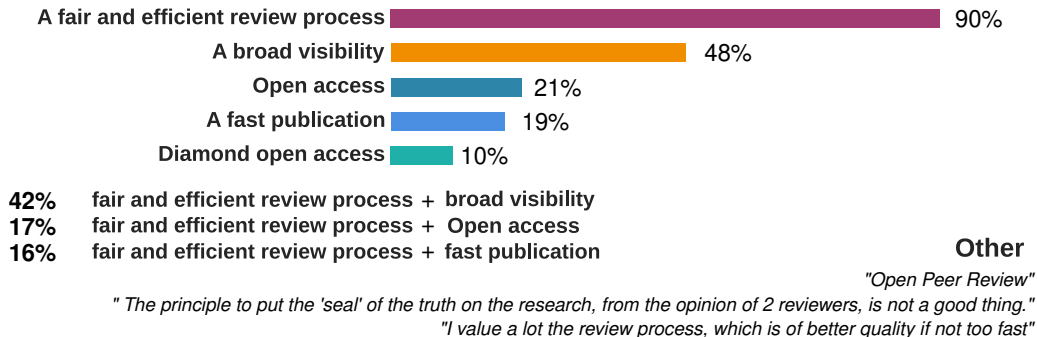 A fair and efficient review process 90%
A broad visibility 48%
Open access 21%
A fast publication 19%
Diamond open access 10%
42% fair and efficient review process + broad visibility
17% fair and efficient review process + Open access
16% fair and efficient review process + fast publication
Other
"Open Peer Review"
" The principle to put the 'seal' of the truth on the research, from the opinion of 2 reviewers, is not a good thing."
"I value a lot the review process, which is of better quality if not too fast"